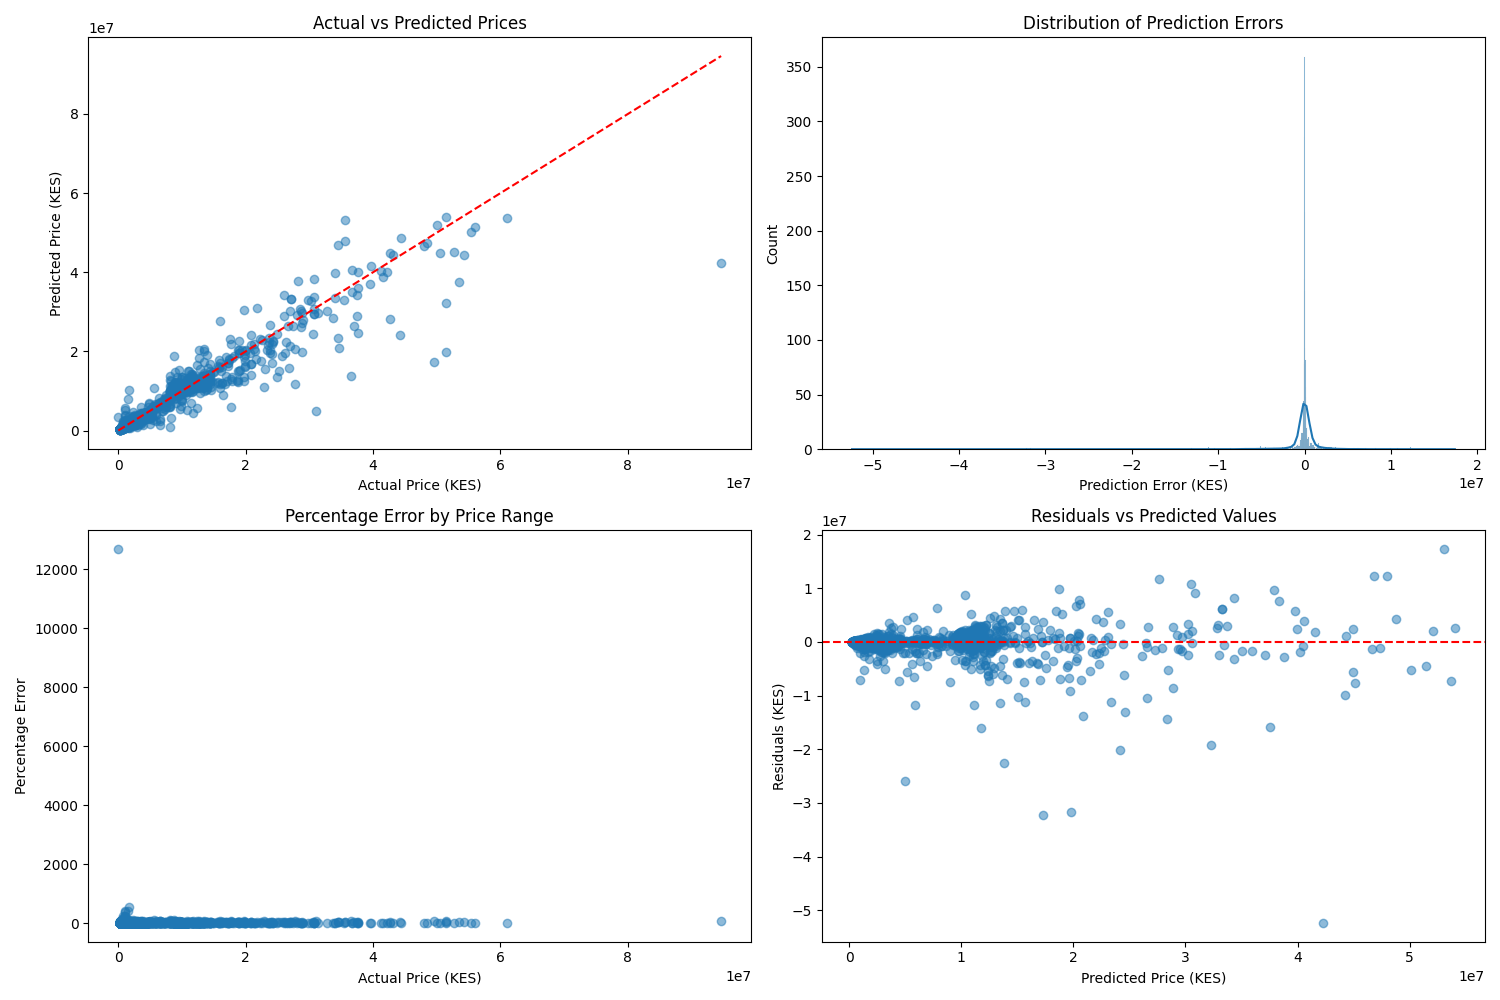 Actual vs Predicted Prices
1e7
8
6
4
2
0
Predicted Price (KES)
0 2 4 6 8
Actual Price (KES)
1e7
Distribution of Prediction Errors
350
300
250
200
150
100
50
0
Count
−5 −4 −3 −2 −1 0 1 2
Prediction Error (KES)
1e7
Percentage Error by Price Range
12000
10000
8000
6000
4000
2000
0
Percentage Error
0 2 4 6 8
Actual Price (KES)
1e7
Residuals vs Predicted Values
1e7
2
1
0
−1
−2
−3
−4
−5
Residuals (KES)
0 1 2 3 4 5
Predicted Price (KES)
1e7